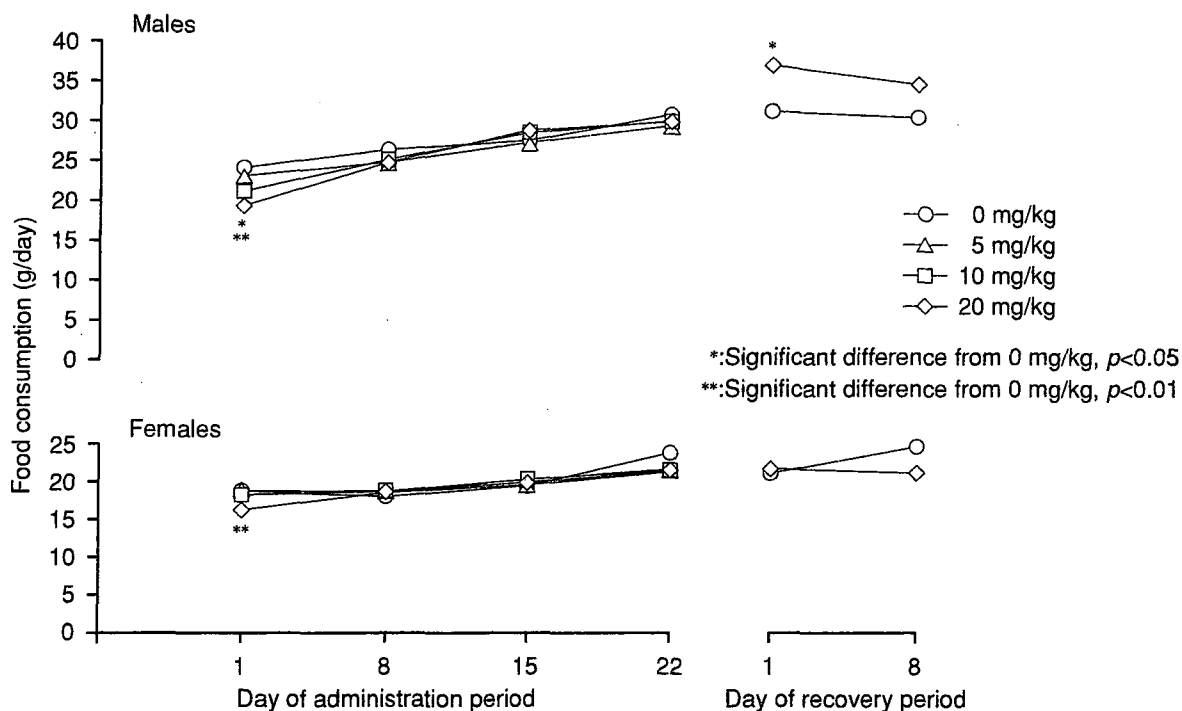 Males
Food consumption (g/day)
40
35
30
25
20
15
10
5
0
*
**
*
0 mg/kg
5 mg/kg
10 mg/kg
20 mg/kg
*:Significant difference from 0 mg/kg, p<0.05
**:Significant difference from 0 mg/kg, p<0.01
Females
25
20
15
10
5
0
**
1 8 15 22 1 8
Day of administration period Day of recovery period